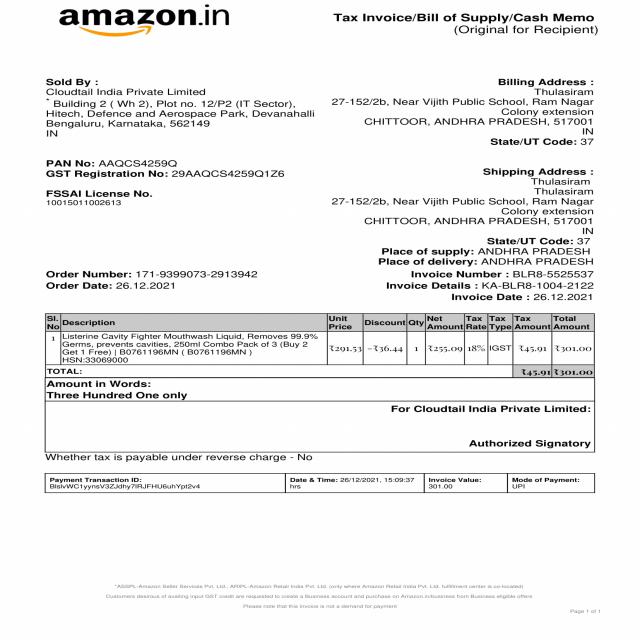 amazon.in
Tax Invoice/Bill of Supply/Cash Memo
(Original for Recipient)
Sold By :
Cloudtail India Private Limited
* Building 2 ( Wh 2), Plot no. 12/P2 (IT Sector),
Hitech, Defence and Aerospace Park, Devanahalli
Bengaluru, Karnataka, 562149
IN
Billing Address :
Thulasiram
27-152/2b, Near Vijith Public School, Ram Nagar
Colony extension
CHITTOOR, ANDHRA PRADESH, 517001
IN
State/UT Code: 37
PAN No: AAQCS4259Q
GST Registration No: 29AAQCS4259Q1Z6
FSSAI License No.
10015011002613
Shipping Address :
Thulasiram
Thulasiram
27-152/2b, Near Vijith Public School, Ram Nagar
Colony extension
CHITTOOR, ANDHRA PRADESH, 517001
IN
State/UT Code: 37
Place of supply: ANDHRA PRADESH
Place of delivery: ANDHRA PRADESH
Order Number: 171-9399073-2913942
Order Date: 26.12.2021
Invoice Number : BLR8-5525537
Invoice Details : KA-BLR8-1004-2122
Invoice Date : 26.12.2021
Sl. No Description Unit Price Discount Qty Net Amount Tax Rate Tax Type Tax Amount Total Amount
1 Listerine Cavity Fighter Mouthwash Liquid, Removes 99.9%
Germs, prevents cavities, 250ml Combo Pack of 3 (Buy 2
Get 1 Free) | B0761196MN ( B0761196MN )
HSN:33069000
₹291.53 -₹36.44 1 ₹255.09 18% IGST ₹45.91 ₹301.00
TOTAL: ₹45.91 ₹301.00
Amount in Words:
Three Hundred One only
For Cloudtail India Private Limited:
Authorized Signatory
Whether tax is payable under reverse charge - No
Payment Transaction ID:
Date & Time: 26/12/2021, 15:09:37
hrs
Invoice Value:
301.00
Mode of Payment:
UPI
*ASSPL-Amazon Seller Services Pvt. Ltd., ARIPL-Amazon Retail India Pvt. Ltd. (only where Amazon Retail India Pvt. Ltd. fulfillment center is co-located)
Customers desirous of availing input GST credit are requested to create a Business account and purchase on Amazon.in/business from Business eligible offers
Please note that this invoice is not a demand for payment
Page 1 of 1